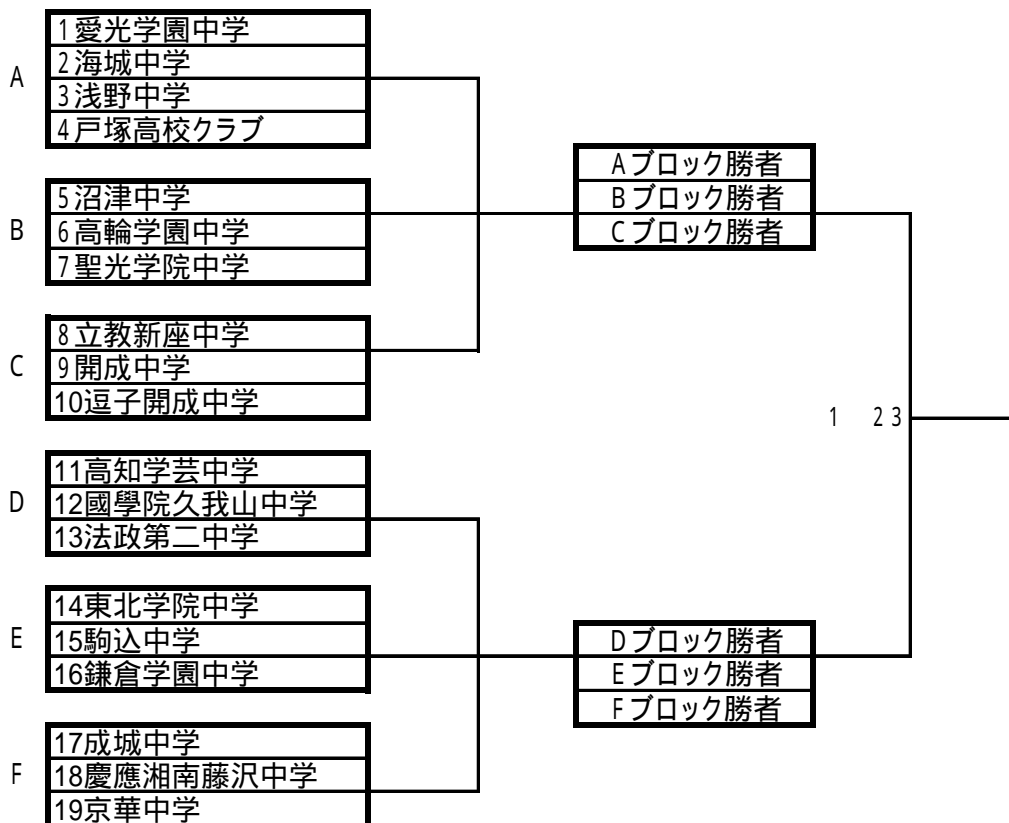 A
1愛光学園中学
2海城中学
3浅野中学
4戸塚高校クラブ
B
5沼津中学
6高輪学園中学
7聖光学院中学
C
8立教新座中学
9開成中学
10逗子開成中学
D
11高知学芸中学
12國學院久我山中学
13法政第二中学
E
14東北学院中学
15駒込中学
16鎌倉学園中学
F
17成城中学
18慶應湘南藤沢中学
19京華中学
Aブロック勝者
Bブロック勝者
Cブロック勝者
Dブロック勝者
Eブロック勝者
Fブロック勝者
1 23